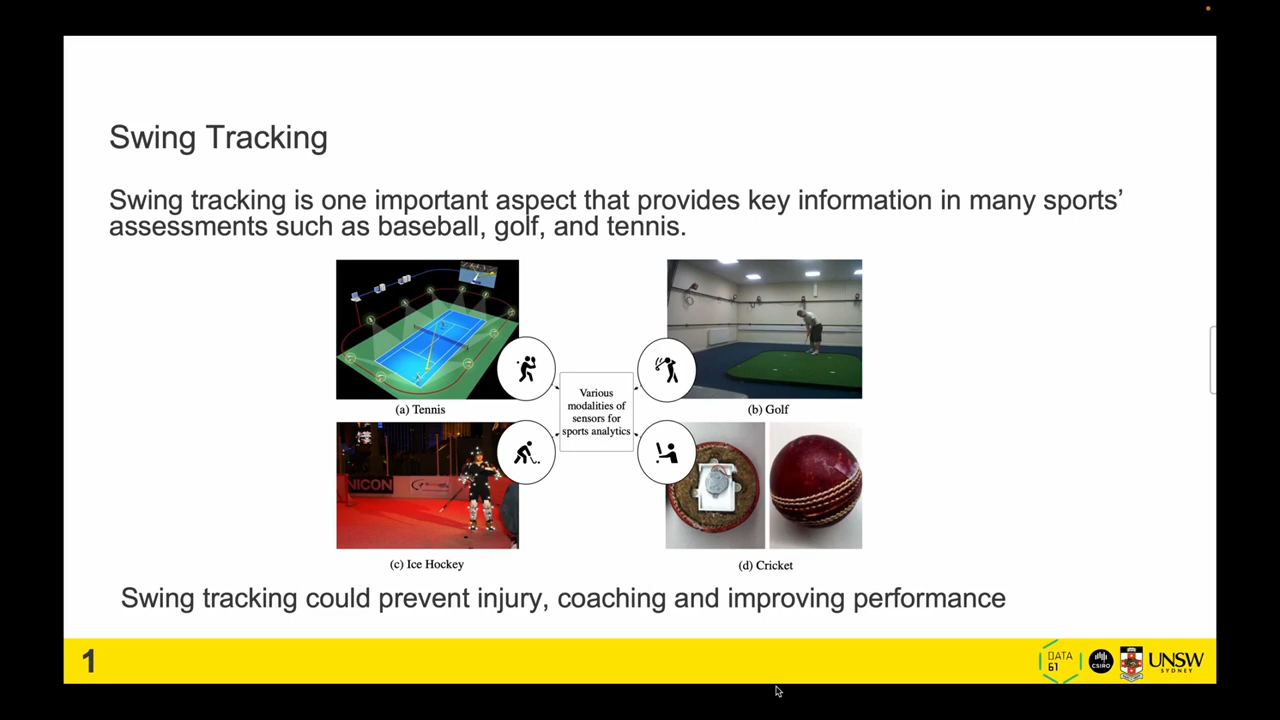 Swing Tracking
Swing tracking is one important aspect that provides key information in many sports’
assessments such as baseball, golf, and tennis.
Various
modalities of
sensors for
sports analytics
(a) Tennis
(b) Golf
NICON
(c) Ice Hockey
(d) Cricket
Swing tracking could prevent injury, coaching and improving performance
1
DATA
61
CSIRO
UNSW
SYDNEY